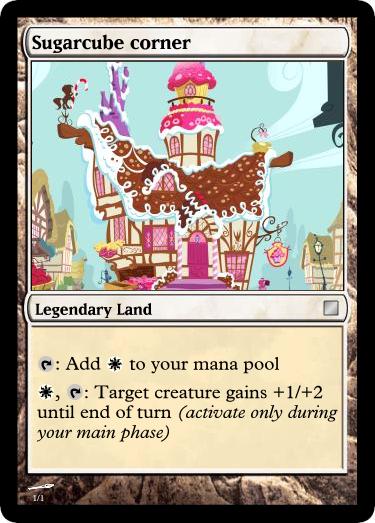 Sugarcube corner
Legendary Land
: Add to your mana pool
, : Target creature gains +1/+2
until end of turn (activate only during
your main phase)
1/1